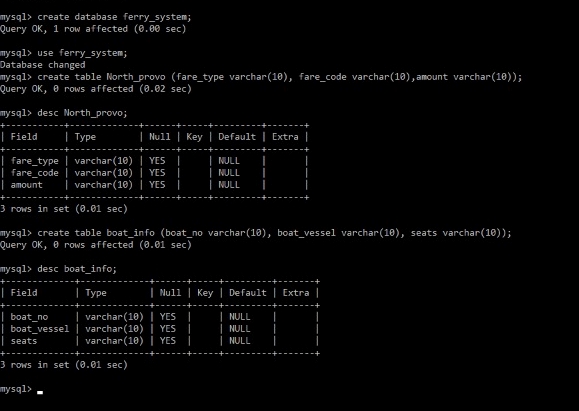 mysql> create database ferry_system;
Query OK, 1 row affected (0.00 sec)
mysql> use ferry_system;
Database changed
mysql> create table North_provo (fare_type varchar(10), fare_code varchar(10),amount varchar(10));
Query OK, 0 rows affected (0.02 sec)
mysql> desc North_provo;
+-----------+-------------+------+-----+---------+-------+
| Field     | Type        | Null | Key | Default | Extra |
+-----------+-------------+------+-----+---------+-------+
| fare_type | varchar(10) | YES  |     | NULL    |       |
| fare_code | varchar(10) | YES  |     | NULL    |       |
| amount    | varchar(10) | YES  |     | NULL    |       |
+-----------+-------------+------+-----+---------+-------+
3 rows in set (0.01 sec)
mysql> create table boat_info (boat_no varchar(10), boat_vessel varchar(10), seats varchar(10));
Query OK, 0 rows affected (0.01 sec)
mysql> desc boat_info;
+-------------+-------------+------+-----+---------+-------+
| Field       | Type        | Null | Key | Default | Extra |
+-------------+-------------+------+-----+---------+-------+
| boat_no     | varchar(10) | YES  |     | NULL    |       |
| boat_vessel | varchar(10) | YES  |     | NULL    |       |
| seats       | varchar(10) | YES  |     | NULL    |       |
+-------------+-------------+------+-----+---------+-------+
3 rows in set (0.01 sec)
mysql> _